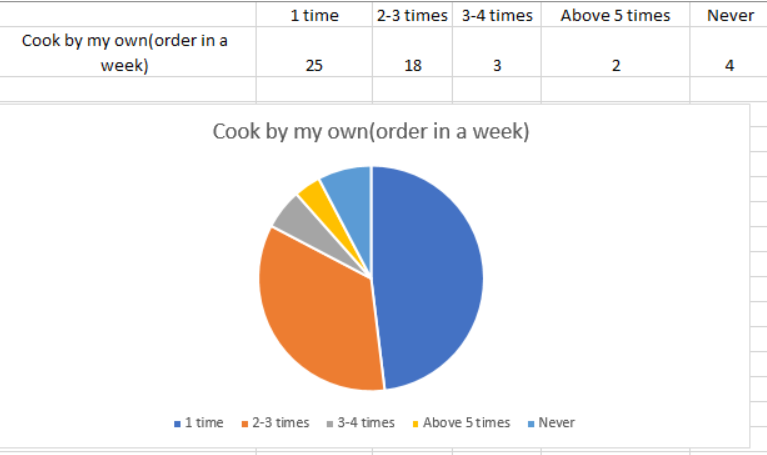 1 time 2-3 times 3-4 times Above 5 times Never
Cook by my own(order in a
week) 25 18 3 2 4
Cook by my own(order in a week)
1 time 2-3 times 3-4 times Above 5 times Never